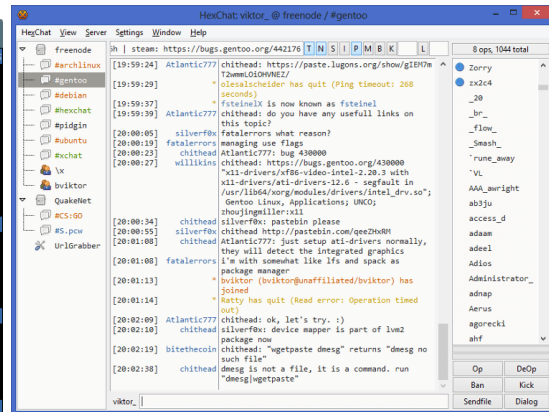 HexChat: viktor_ @ freenode / #gentoo
HexChat View Server Settings Window Help
freenode
#archlinux
#gentoo
#debian
#hexchat
#pidgin
#ubuntu
#xchat
\x
bviktor
QuakeNet
#CS:GO
#S.pcw
UrlGrabber
| steam: https://bugs.gentoo.org/442176 T N S I P M B K L
[19:59:24] Atlantic777 chithead: https://paste.lugons.org/show/
[19:59:29] * olesalscheider has quit (Ping timeout: 268
seconds)
[19:59:37] * fsteinelX is now known as fsteinel
[19:59:39] Atlantic777 chithead: do you have any usefull links on
this topic?
[20:00:05] silverf0x fatalerrors what reason?
[20:00:19] fatalerrors managing use flags
[20:00:23] chithead Atlantic777: bug 430000
[20:00:27] willikins chithead: https://bugs.gentoo.org/430000
"x11-drivers/xf86-video-intel-2.20.3 with
x11-drivers/ati-drivers-12.6 - segfault in
/usr/lib64/xorg/modules/drivers/intel_drv.so";
Gentoo Linux, Applications; UNCO;
zhoujingmiller:x11
[20:00:34] chithead silverf0x: pastebin please
[20:00:55] silverf0x chithead http://pastebin.com/qeeZHxRM
[20:01:08] chithead Atlantic777: just setup ati-drivers normally,
they will detect the integrated graphics
[20:01:08] fatalerrors i'm with somewhat like lfs and spack as
package manager
[20:01:13] * bviktor (bviktor@unaffiliated/bviktor) has
joined
[20:01:14] * Ratty has quit (Read error: Operation timed
out)
[20:02:09] Atlantic777 chithead: ok, let's try. :)
[20:02:10] chithead silverf0x: device mapper is part of lvm2
package now
[20:02:19] bitethecoin chithead: "wgetpaste dmesg" returns "dmesg no
such file"
[20:02:38] chithead dmesg is not a file, it is a command. run
"dmesg|wgetpaste"
viktor_
8 ops, 1044 total
Zorry
zx2c4
_20
_br_
_flow_
_Smash_
`rune_away
`VL
AAA_awright
ab3ju
access_d
adaam
adeel
Adios
Administrator_
adnap
Aerus
agorecki
ahf
Op DeOp
Ban Kick
Sendfile Dialog